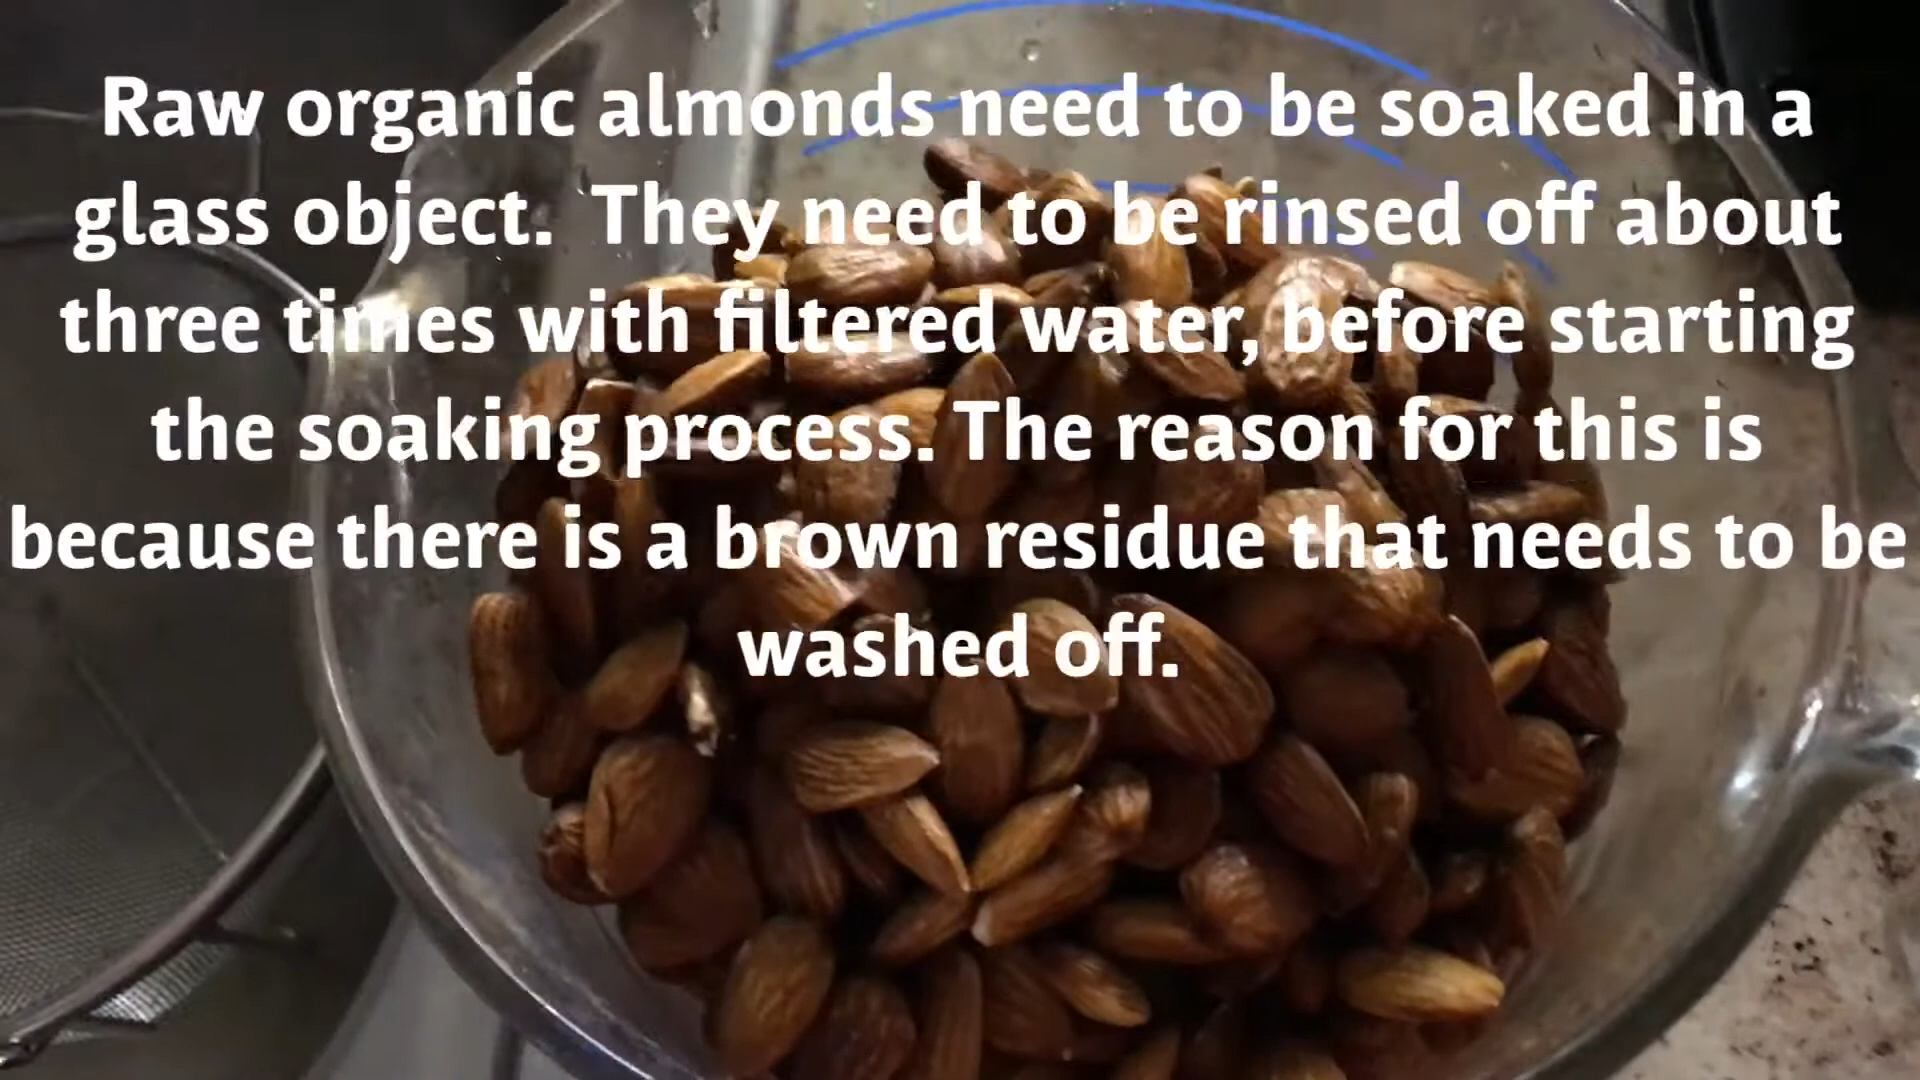 Raw organic almonds need to be soaked in a
glass object.  They need to be rinsed off about
three times with filtered water, before starting
the soaking process. The reason for this is
because there is a brown residue that needs to be
washed off.